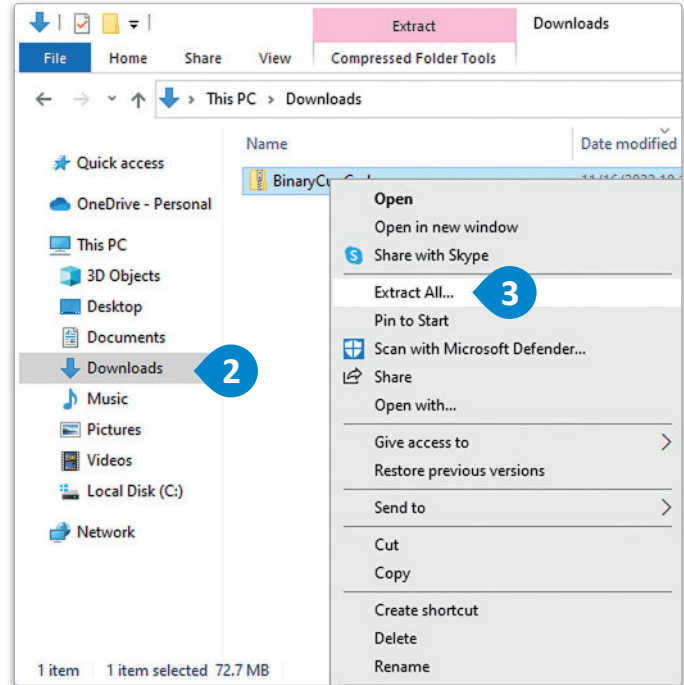 Extract
Downloads
File
Home
Share
View
Compressed Folder Tools
This PC > Downloads
Name
Date modified
Quick access
OneDrive - Personal
This PC
3D Objects
Desktop
Documents
Downloads
2
Music
Pictures
Videos
Local Disk (C:)
Network
Open
Open in new window
S Share with Skype
Extract All...
3
Pin to Start
Scan with Microsoft Defender...
Share
Open with...
Give access to
Restore previous versions
Send to
Cut
Copy
Create shortcut
Delete
Rename
1 item
1 item selected 72.7 MB